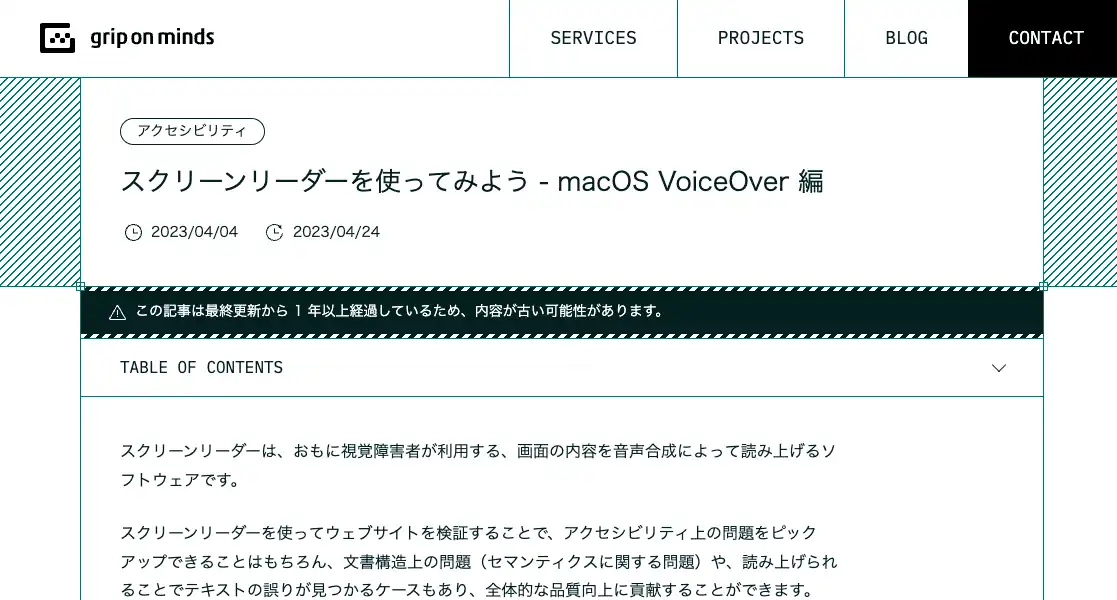 grip on minds
SERVICES
PROJECTS
BLOG
CONTACT
アクセシビリティ
スクリーンリーダーを使ってみよう - macOS VoiceOver 編
2023/04/04 2023/04/24
この記事は最終更新から 1 年以上経過しているため、内容が古い可能性があります。
TABLE OF CONTENTS
スクリーンリーダーは、おもに視覚障害者が利用する、画面の内容を音声合成によって読み上げるソ
フトウェアです。
スクリーンリーダーを使ってウェブサイトを検証することで、アクセシビリティ上の問題をピック
アップできることはもちろん、文書構造上の問題（セマンティクスに関する問題）や、読み上げられ
ることでテキストの誤りが見つかるケースもあり、全体的な品質向上に貢献することができます。